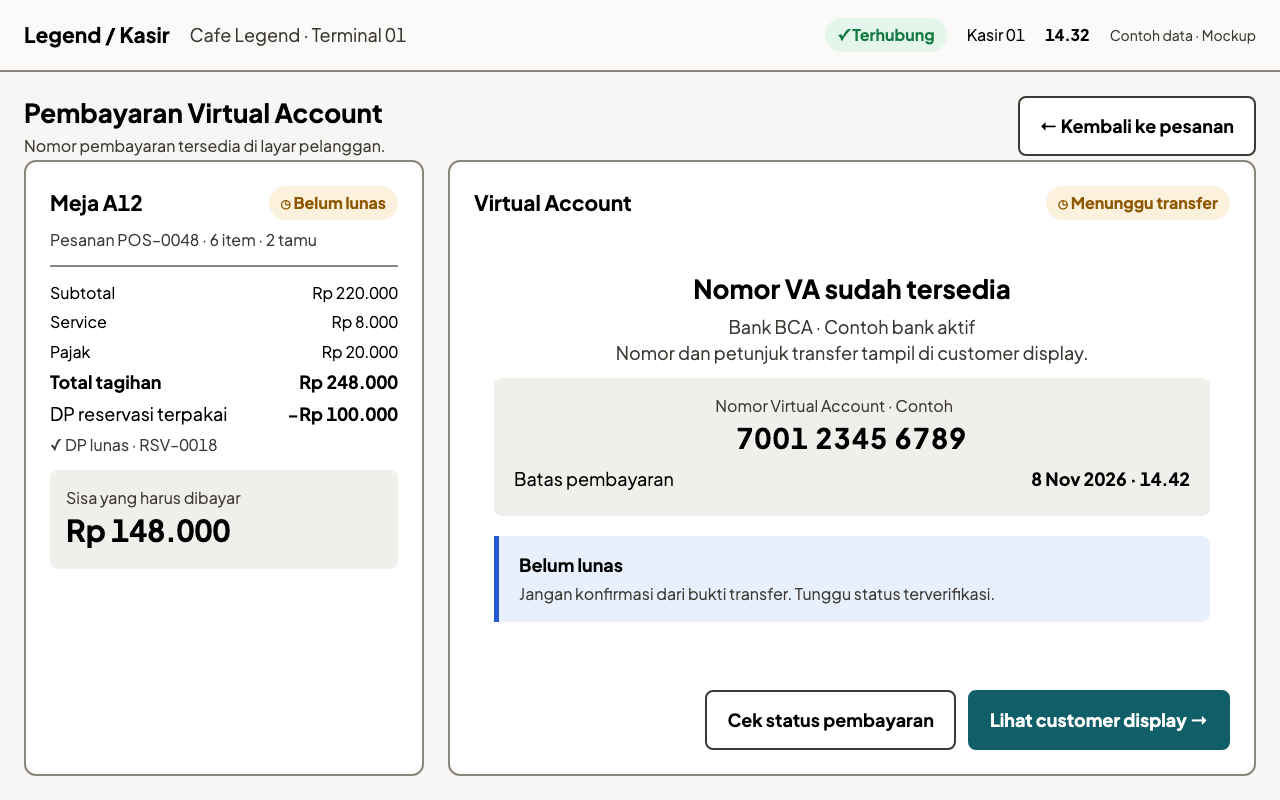 Legend / Kasir Cafe Legend · Terminal 01 ✓Terhubung Kasir 01 14.32 Contoh data · Mockup
Pembayaran Virtual Account
Nomor pembayaran tersedia di layar pelanggan.
← Kembali ke pesanan
Meja A12 ◷ Belum lunas
Pesanan POS-0048 · 6 item · 2 tamu
Subtotal Rp 220.000
Service Rp 8.000
Pajak Rp 20.000
Total tagihan Rp 248.000
DP reservasi terpakai −Rp 100.000
✓ DP lunas · RSV-0018
Sisa yang harus dibayar
Rp 148.000
Virtual Account ◷ Menunggu transfer
Nomor VA sudah tersedia
Bank BCA · Contoh bank aktif
Nomor dan petunjuk transfer tampil di customer display.
Nomor Virtual Account · Contoh
7001 2345 6789
Batas pembayaran 8 Nov 2026 · 14.42
Belum lunas
Jangan konfirmasi dari bukti transfer. Tunggu status terverifikasi.
Cek status pembayaran Lihat customer display →